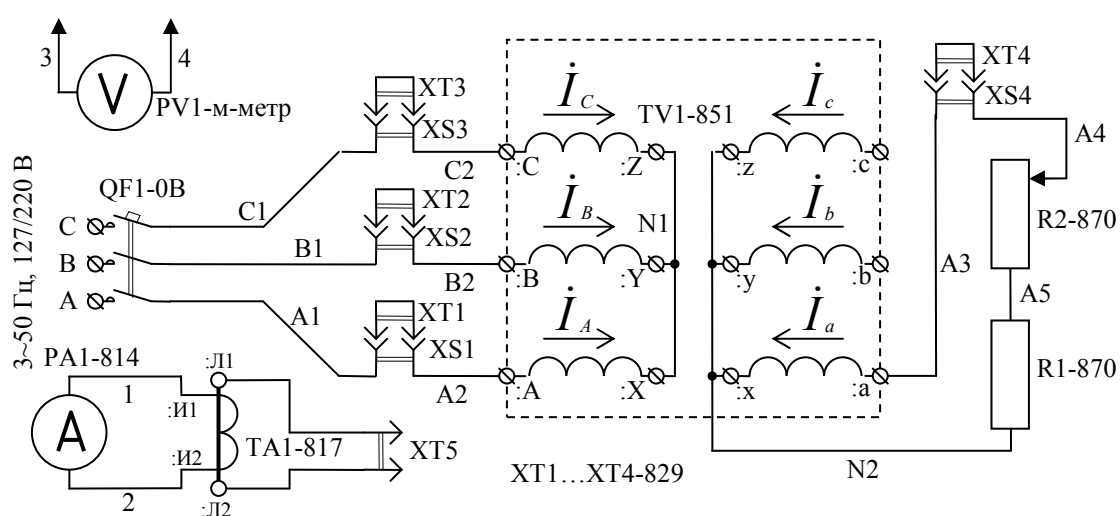 3
4
V
PV1-м-метр
3~50 Гц, 127/220 В
QF1-0В
C
B
A
C1
B1
A1
XT3
XS3
C2
XT2
XS2
B2
XT1
XS1
A2
TV1-851
İ C
İ c
:C
:Z
:z
:c
İ B
İ b
N1
:B
:Y
:y
:b
İ A
İ a
:A
:X
:x
:a
XT4
XS4
A4
R2-870
A3
A5
R1-870
N2
PA1-814
1
A
2
:И1
:И2
:Л1
:Л2
TA1-817
XT5
XT1…XT4-829